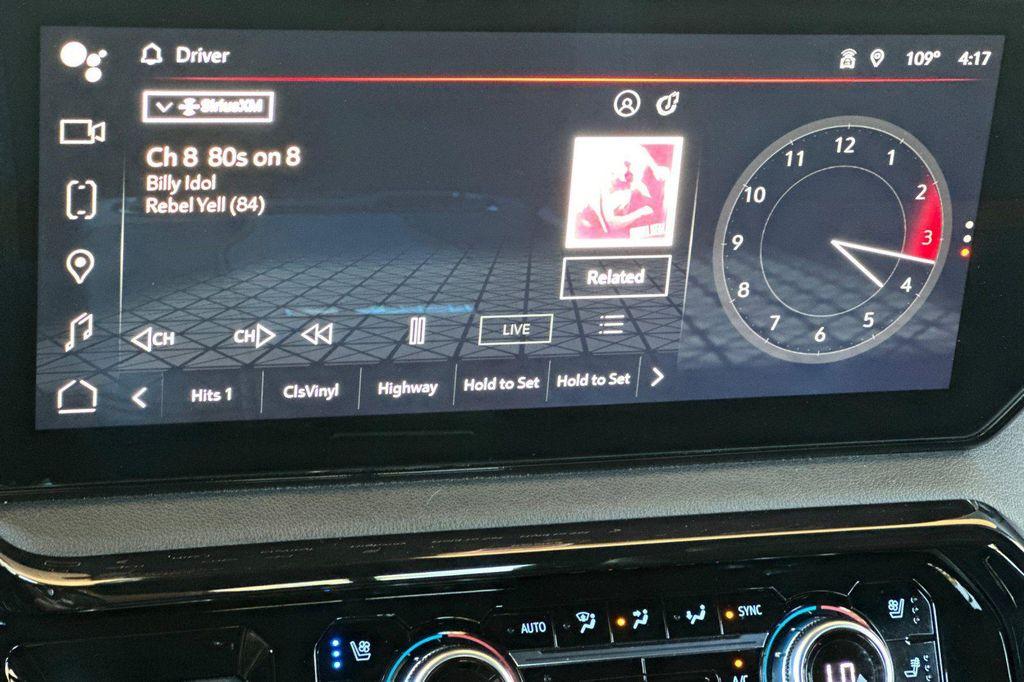 Driver
109° 4:17
SiriusXM
Ch 8 80s on 8
Billy Idol
Rebel Yell (84)
Related
CH CH LIVE
Hits 1 ClsVinyl Highway Hold to Set Hold to Set
12
1
2
3
4
5
6
7
8
9
10
11
AUTO SYNC
A/C
LO